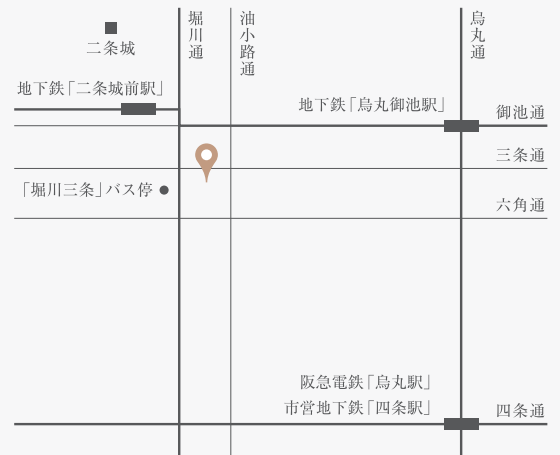 二条城
堀川通
油小路通
烏丸通
地下鉄「二条城前駅」
地下鉄「烏丸御池駅」
御池通
三条通
「堀川三条」バス停
六角通
阪急電鉄「烏丸駅」
市営地下鉄「四条駅」
四条通